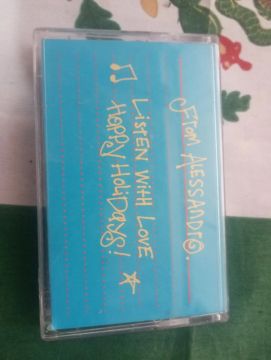 From ALESSANDRO.
Listen With LOVE
Happy HoliDays!